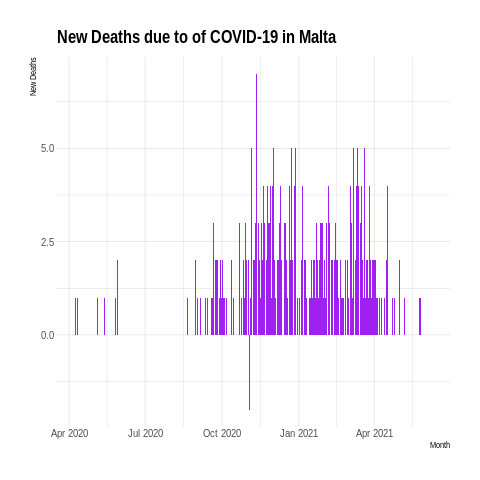 New Deaths due to of COVID-19 in Malta
New Deaths
5.0
2.5
0.0
Apr 2020 Jul 2020 Oct 2020 Jan 2021 Apr 2021
Month